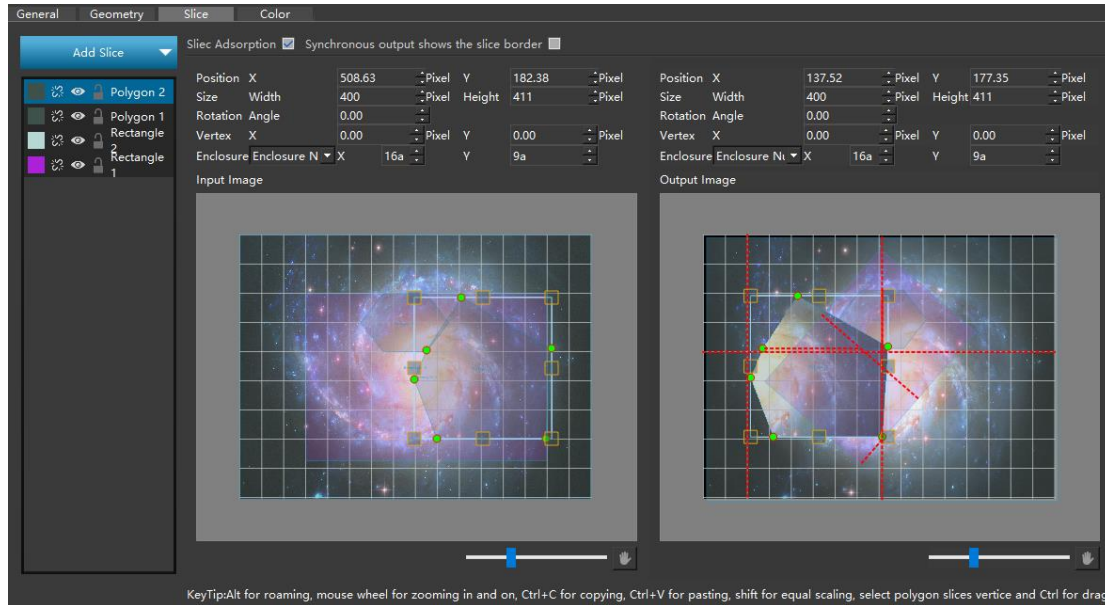 General Geometry Slice Color
Add Slice
Sliec Adsorption Synchronous output shows the slice border
Polygon 2
Polygon 1
Rectangle 2
Rectangle 1
Position X 508.63 Pixel Y 182.38 Pixel
Size Width 400 Pixel Height 411 Pixel
Rotation Angle 0.00
Vertex X 0.00 Pixel Y 0.00 Pixel
Enclosure Enclosure N X 16a Y 9a
Input Image
Position X 137.52 Pixel Y 177.35 Pixel
Size Width 400 Pixel Height 411 Pixel
Rotation Angle 0.00
Vertex X 0.00 Pixel Y 0.00 Pixel
Enclosure Enclosure Nu X 16a Y 9a
Output Image
KeyTip:Alt for roaming, mouse wheel for zooming in and on, Ctrl+C for copying, Ctrl+V for pasting, shift for equal scaling, select polygon slices vertice and Ctrl for drag